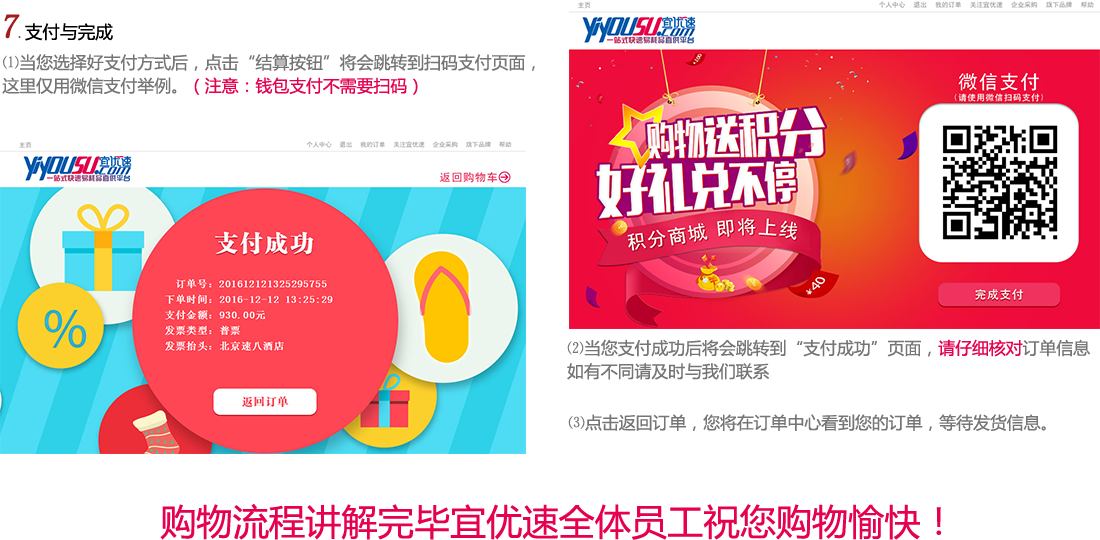 7.支付与完成
⑴当您选择好支付方式后，点击“结算按钮”将会跳转到扫码支付页面，
这里仅用微信支付举例。（注意：钱包支付不需要扫码）
主页
个人中心 退出 我的订单 关注宜优速 企业采购 旗下品牌 帮助
YiYOUSU.com 宜优速
一站式快速易耗品直供平台
返回购物车
支付成功
订单号：201612121325295755
下单时间：2016-12-12 13:25:29
支付金额：930.00元
发票类型：普票
发票抬头：北京速八酒店
%
返回订单
主页
个人中心 退出 我的订单 关注宜优速 企业采购 旗下品牌 帮助
YiYOUSU.com 宜优速
一站式快速易耗品直供平台
购物送积分
好礼兑不停
积分商城 即将上线
¥40
微信支付
(请使用微信扫码支付)
完成支付
⑵当您支付成功后将会跳转到“支付成功”页面，请仔细核对订单信息
如有不同请及时与我们联系
⑶点击返回订单，您将在订单中心看到您的订单，等待发货信息。
购物流程讲解完毕宜优速全体员工祝您购物愉快！